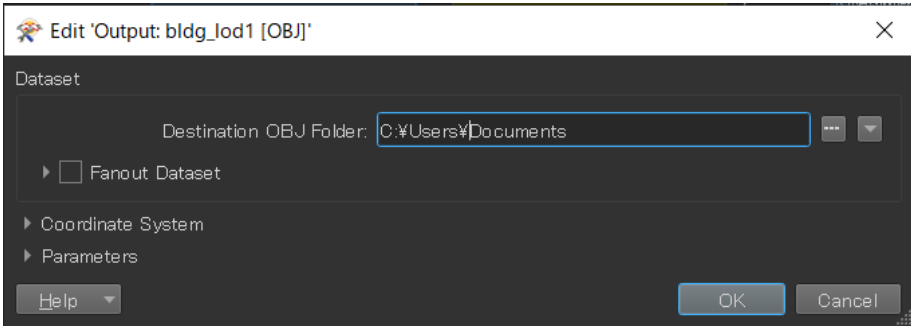 Edit 'Output: bldg_lod1 [OBJ]'
Dataset
Destination OBJ Folder: C:¥Users¥Documents
Fanout Dataset
Coordinate System
Parameters
Help OK Cancel